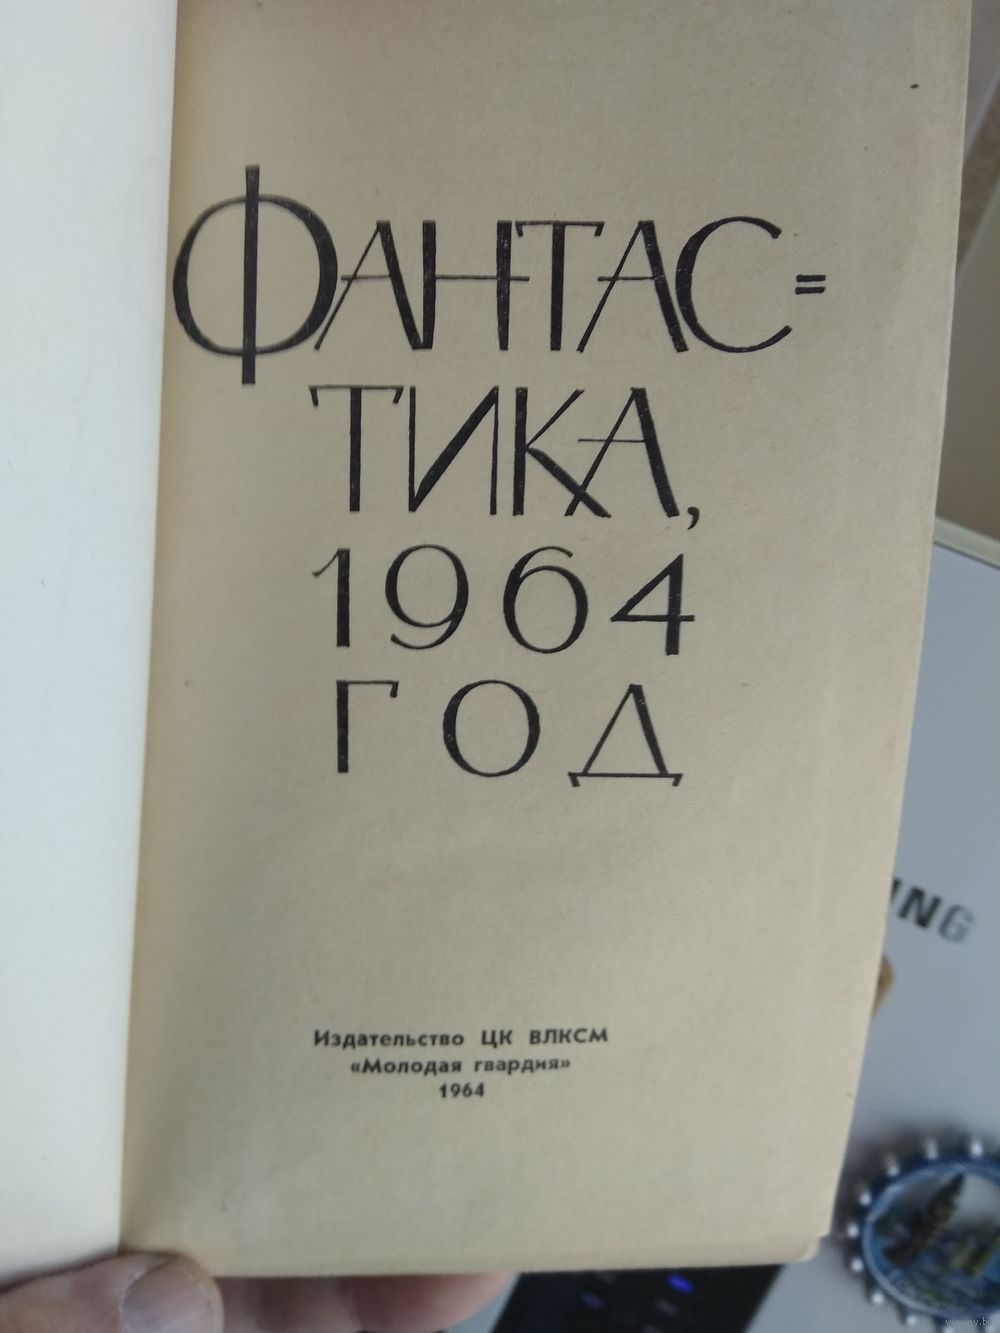 ФАНТАС=
ТИКА,
1964
ГОД
Издательство ЦК ВЛКСМ
«Молодая гвардия»
1964